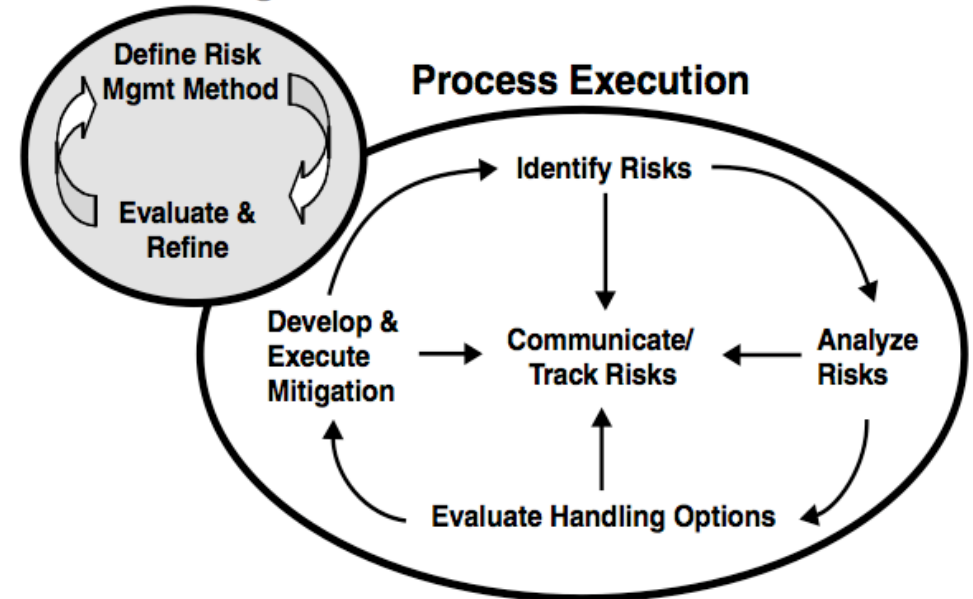 Define Risk
Mgmt Method
Evaluate &
Refine
Process Execution
Identify Risks
Develop &
Execute
Mitigation
Communicate/
Track Risks
Analyze
Risks
Evaluate Handling Options